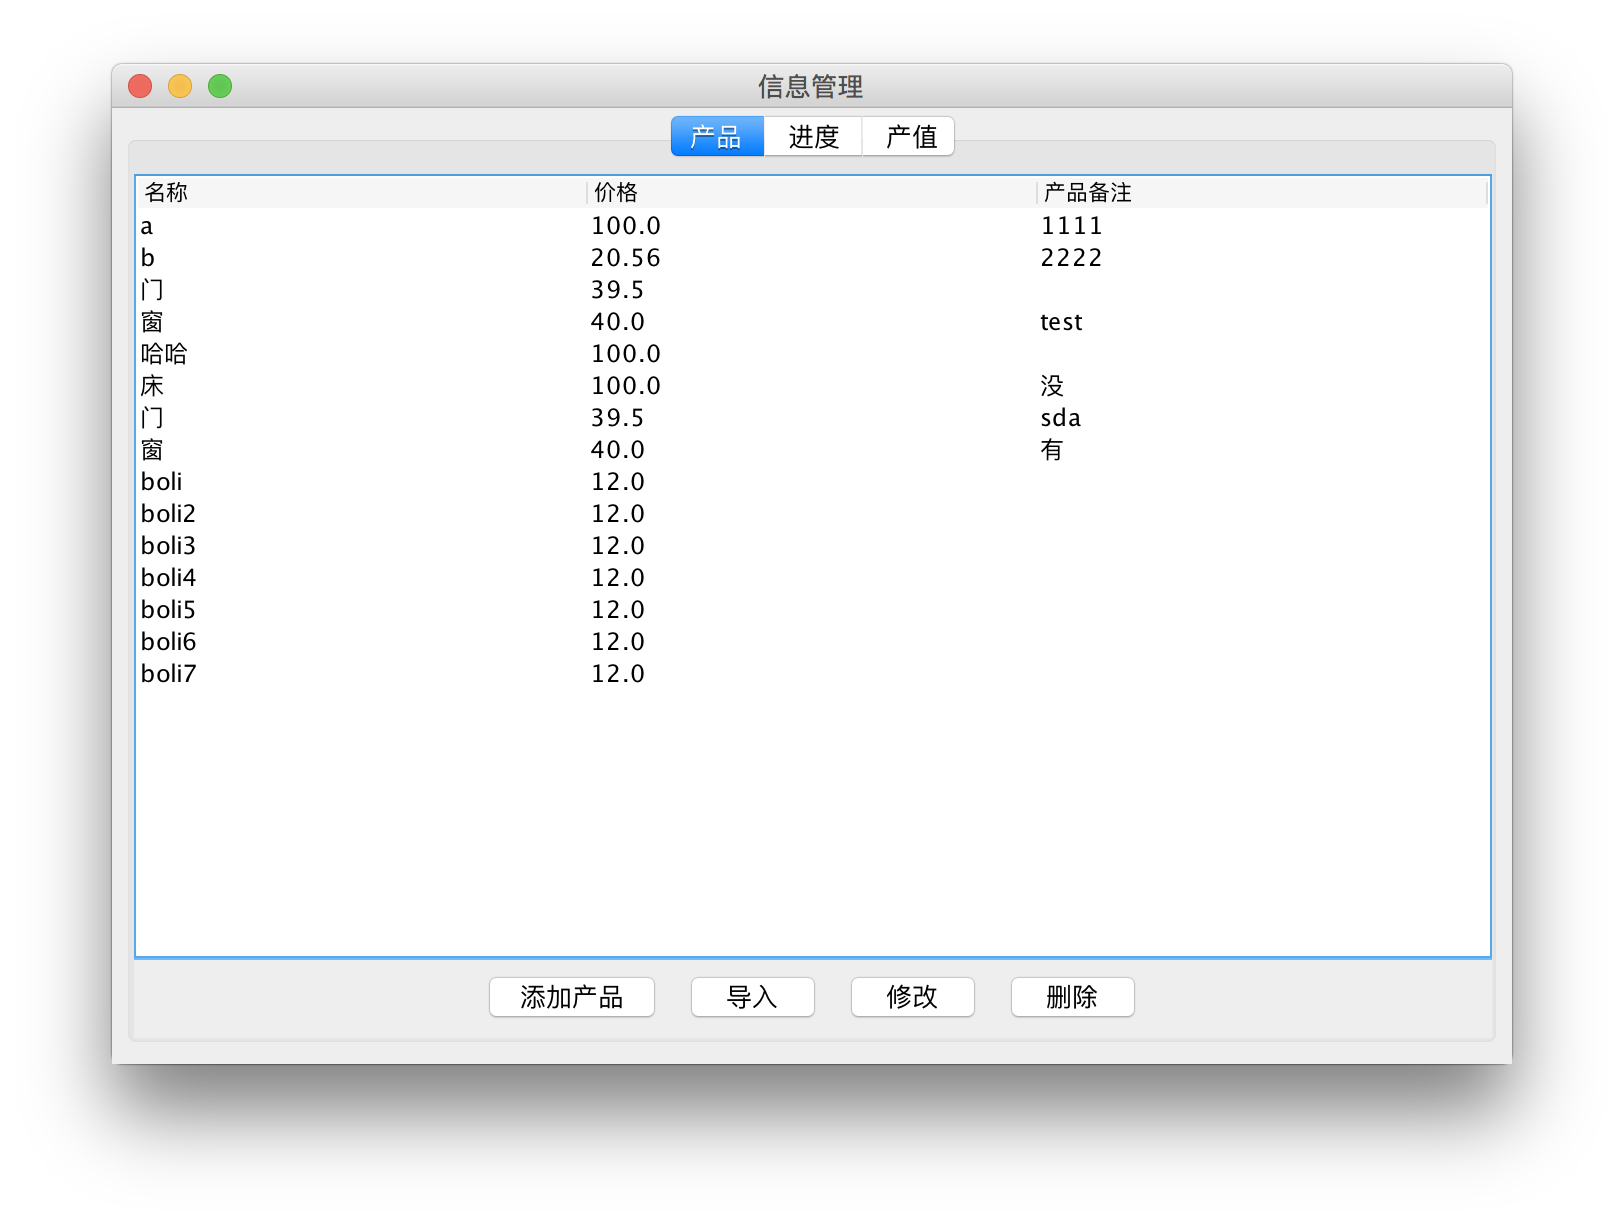 信息管理
产品 进度 产值
名称 价格 产品备注
a 100.0 1111
b 20.56 2222
门 39.5
窗 40.0 test
哈哈 100.0
床 100.0 没
门 39.5 sda
窗 40.0 有
boli 12.0
boli2 12.0
boli3 12.0
boli4 12.0
boli5 12.0
boli6 12.0
boli7 12.0
添加产品 导入 修改 删除